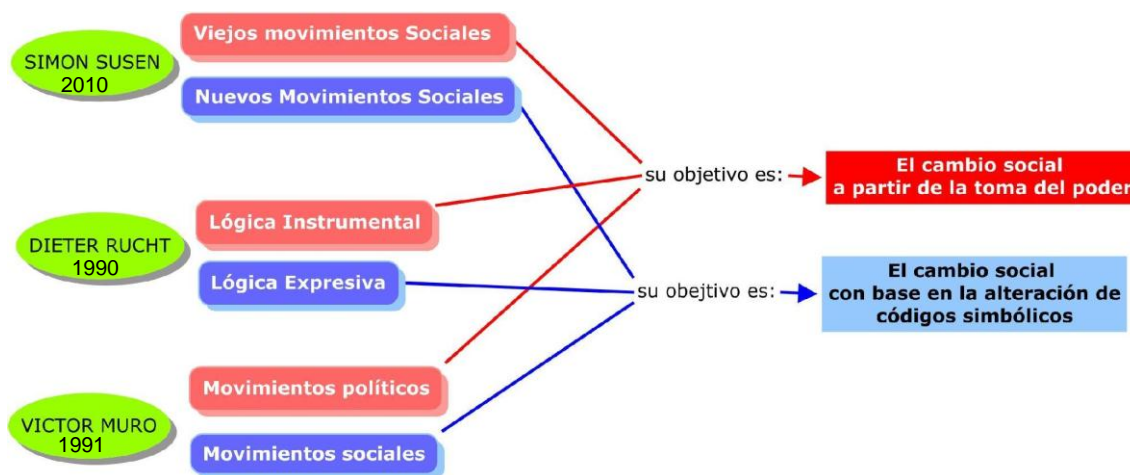 SIMON SUSEN
2010
Viejos movimientos Sociales
Nuevos Movimientos Sociales
DIETER RUCHT
1990
Lógica Instrumental
Lógica Expresiva
VICTOR MURO
1991
Movimientos políticos
Movimientos sociales
su objetivo es:
El cambio social
a partir de la toma del poder
su obejtivo es:
El cambio social
con base en la alteración de
códigos simbólicos